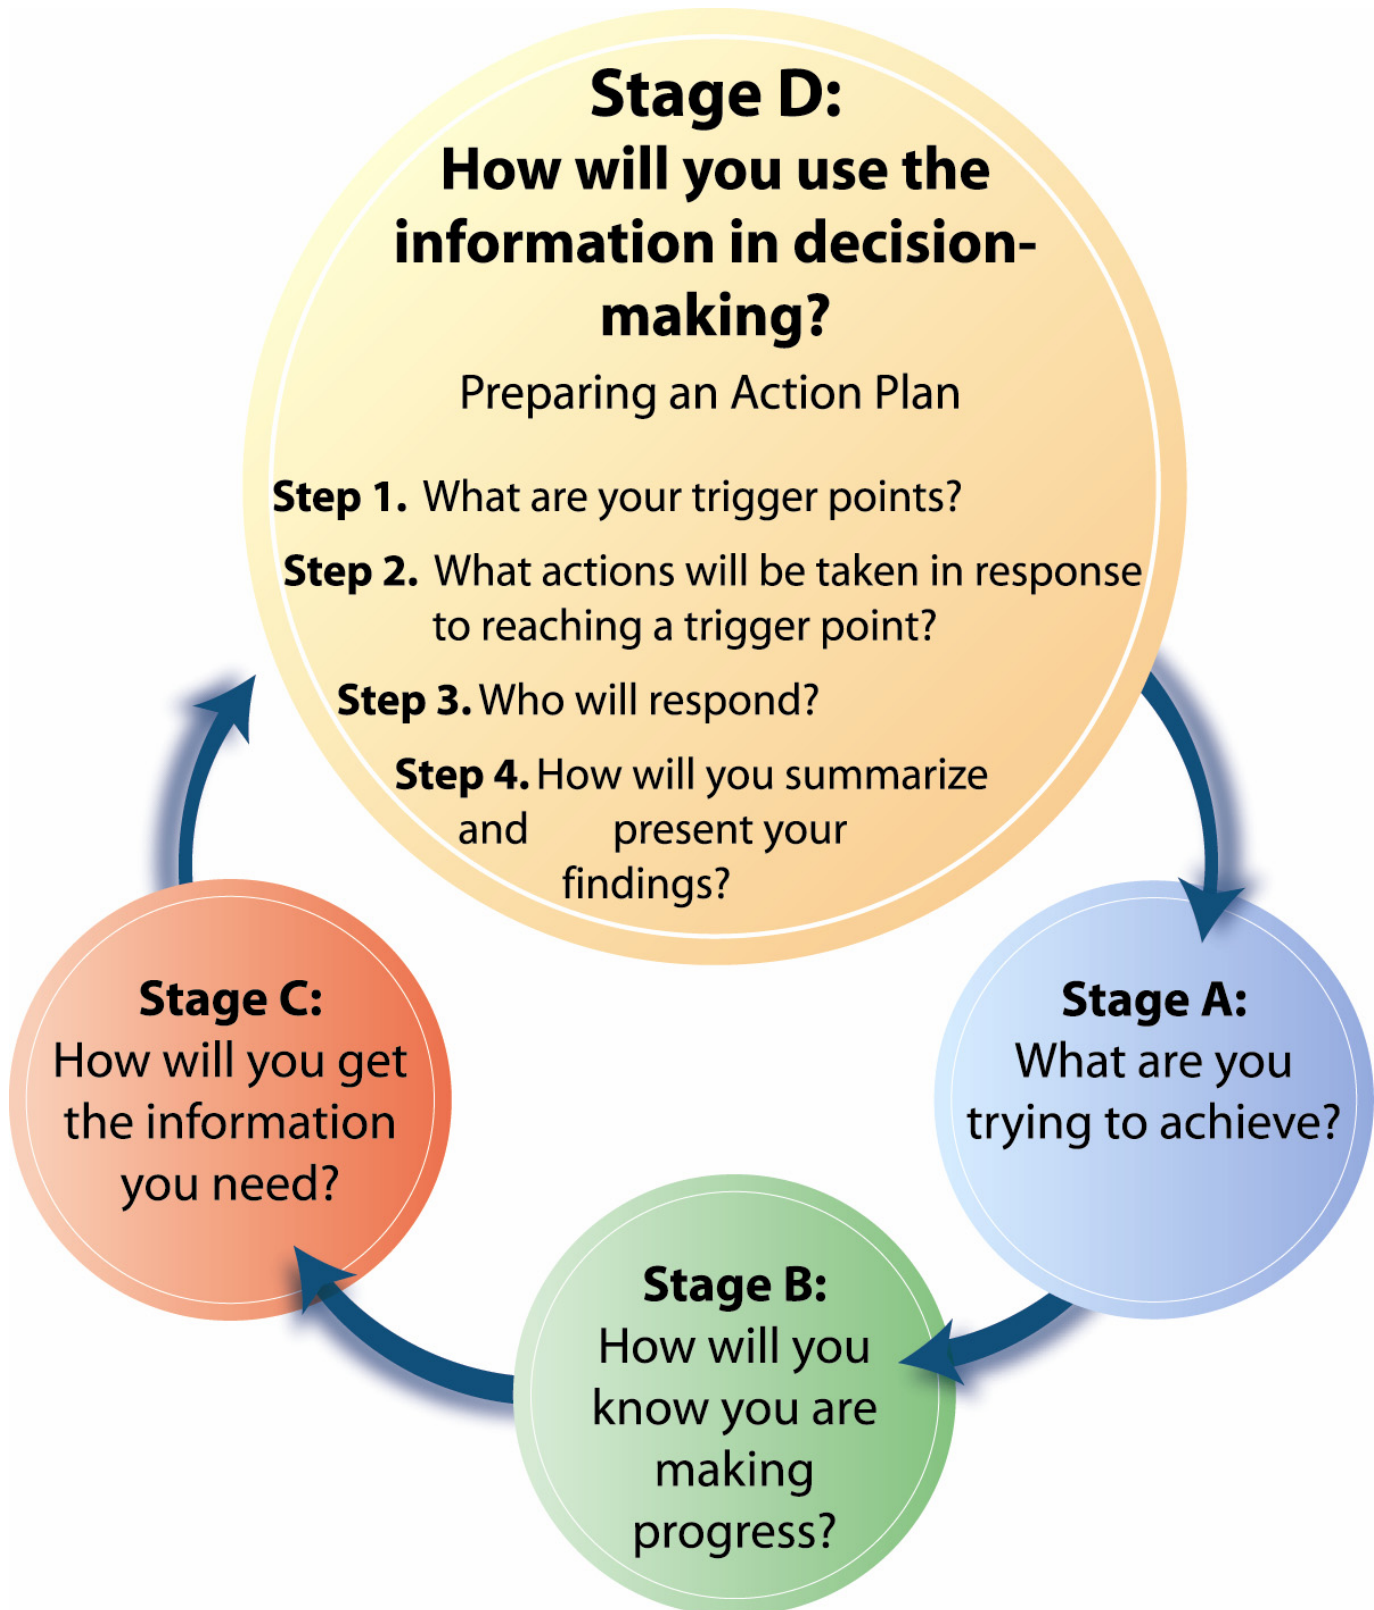 Stage D:
How will you use the
information in decision-
making?
Preparing an Action Plan
Step 1. What are your trigger points?
Step 2. What actions will be taken in response
to reaching a trigger point?
Step 3. Who will respond?
Step 4. How will you summarize
and present your
findings?
Stage A:
What are you
trying to achieve?
Stage B:
How will you
know you are
making
progress?
Stage C:
How will you get
the information
you need?